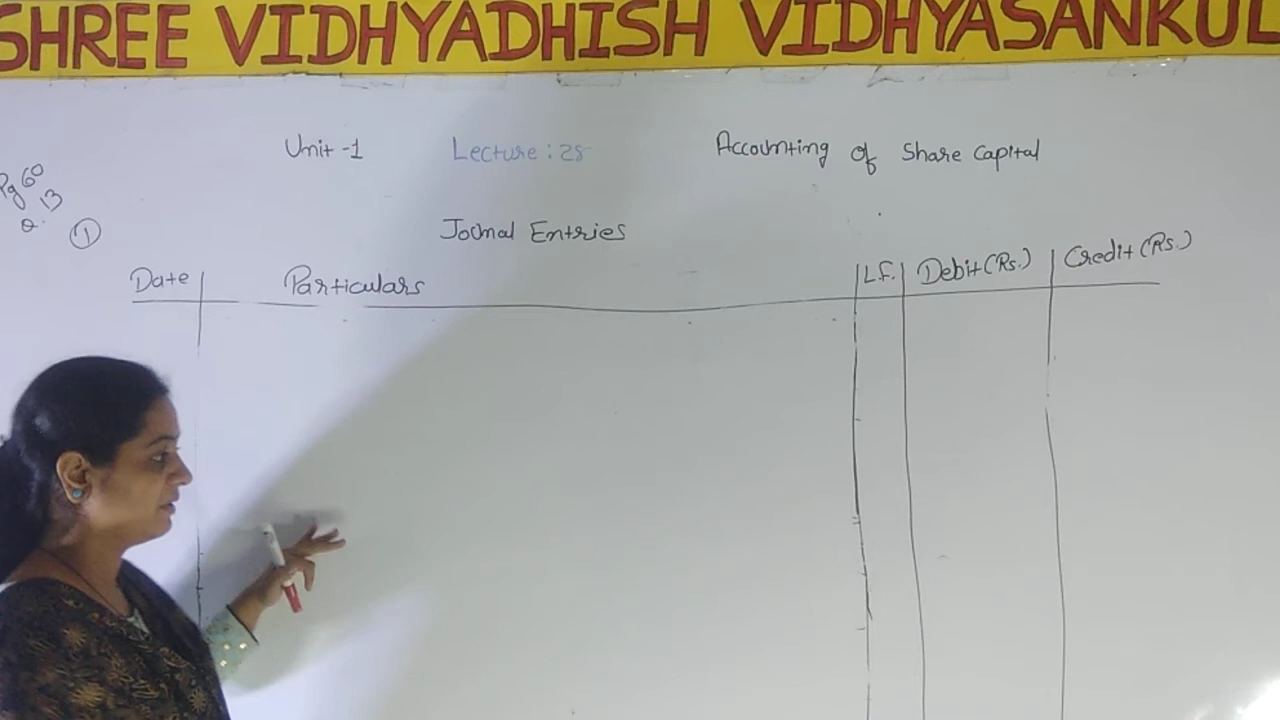 SHREE VIDHYADHISH VIDHYASANKUL
Unit -1 Lecture : 28 Accounting of Share Capital
Pg 60
Q. 13
1
Journal Entries
Date Particulars L.F. Debit (Rs.) Credit (Rs.)